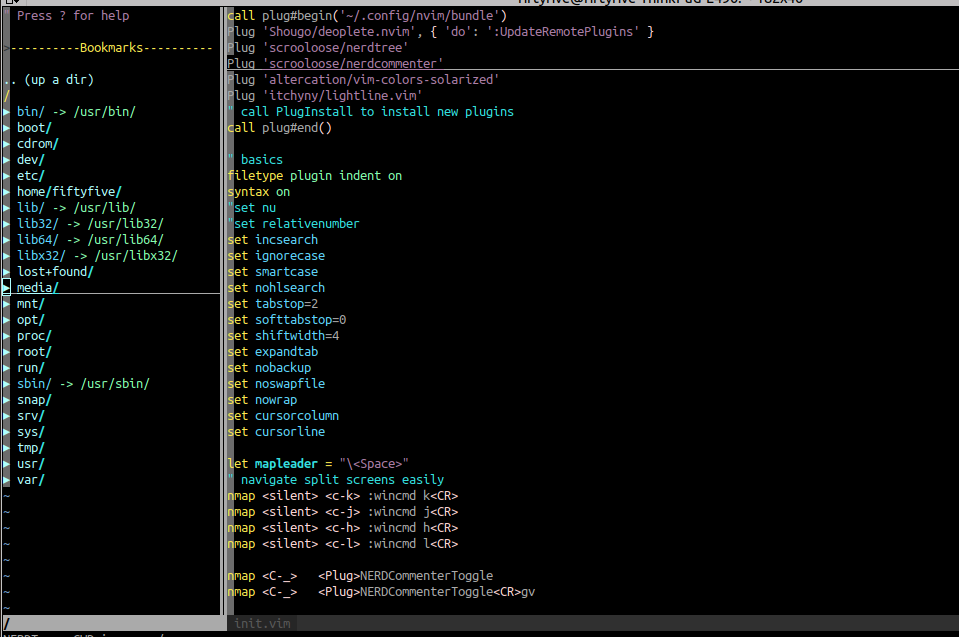 Press ? for help
>----------Bookmarks----------
.. (up a dir)
/
▶ bin/ -> /usr/bin/
▶ boot/
▶ cdrom/
▶ dev/
▶ etc/
▶ home/fiftyfive/
▶ lib/ -> /usr/lib/
▶ lib32/ -> /usr/lib32/
▶ lib64/ -> /usr/lib64/
▶ libx32/ -> /usr/libx32/
▶ lost+found/
▶ media/
▶ mnt/
▶ opt/
▶ proc/
▶ root/
▶ run/
▶ sbin/ -> /usr/sbin/
▶ snap/
▶ srv/
▶ sys/
▶ tmp/
▶ usr/
▶ var/
~
~
~
~
~
~
~
~
/
call plug#begin('~/.config/nvim/bundle')
Plug 'Shougo/deoplete.nvim', { 'do': ':UpdateRemotePlugins' }
Plug 'scrooloose/nerdtree'
Plug 'scrooloose/nerdcommenter'
Plug 'altercation/vim-colors-solarized'
Plug 'itchyny/lightline.vim'
" call PlugInstall to install new plugins
call plug#end()
" basics
filetype plugin indent on
syntax on
"set nu
"set relativenumber
set incsearch
set ignorecase
set smartcase
set nohlsearch
set tabstop=2
set softtabstop=0
set shiftwidth=4
set expandtab
set nobackup
set noswapfile
set nowrap
set cursorcolumn
set cursorline
let mapleader = "\<Space>"
" navigate split screens easily
nmap <silent> <c-k> :wincmd k<CR>
nmap <silent> <c-j> :wincmd j<CR>
nmap <silent> <c-h> :wincmd h<CR>
nmap <silent> <c-l> :wincmd l<CR>
nmap <C-_>   <Plug>NERDCommenterToggle
nmap <C-_>   <Plug>NERDCommenterToggle<CR>gv
init.vim